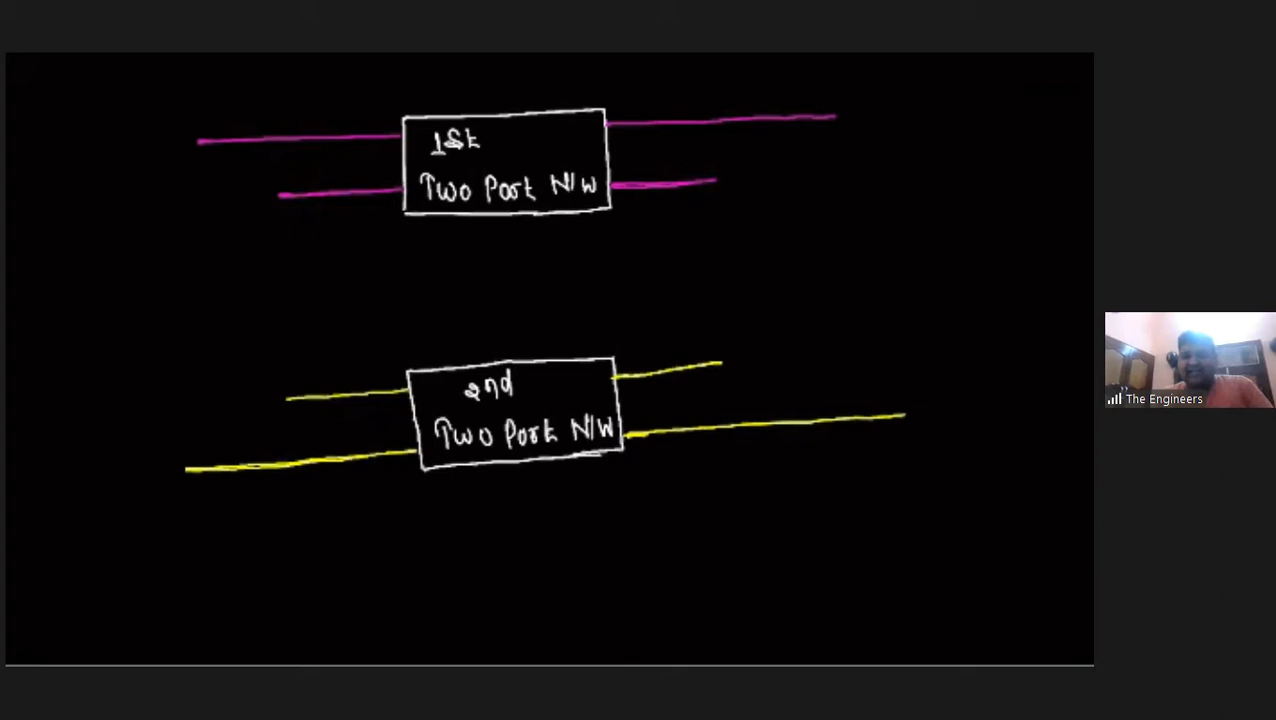 1st
Two Port N/W
2nd
Two Port N/W
The Engineers